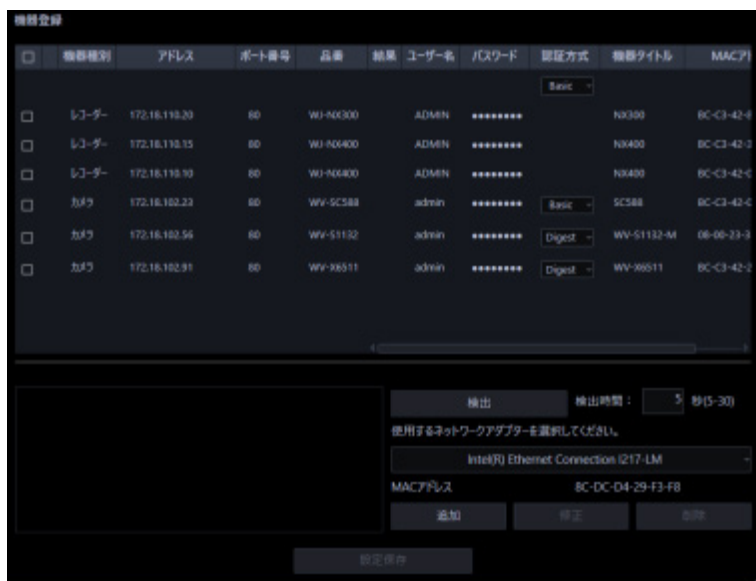 機器登録
機器種別 アドレス ポート番号 品番 結果 ユーザー名 パスワード 認証方式 機器タイトル MACアド
Basic
レコーダー 172.18.110.20 80 WJ-NX300 ADMIN ●●●●●●●● NX300 BC-C3-42-
レコーダー 172.18.110.15 80 WJ-NX400 ADMIN ●●●●●●●● NX400 BC-C3-42-
レコーダー 172.18.110.10 80 WJ-NX400 ADMIN ●●●●●●●● NX400 BC-C3-42-
カメラ 172.18.102.23 80 WV-SC588 admin ●●●●●●●● Basic SC588 BC-C3-42-
カメラ 172.18.102.56 80 WV-S1132 admin ●●●●●●●● Digest WV-S1132-M 08-00-23-3
カメラ 172.18.102.91 80 WV-X6511 admin ●●●●●●●● Digest WV-X6511 BC-C3-42-2
検出 検出時間： 5 秒(5-30)
使用するネットワークアダプターを選択してください。
Intel(R) Ethernet Connection I217-LM
MACアドレス 8C-DC-D4-29-F3-F8
追加 修正 削除
設定保存